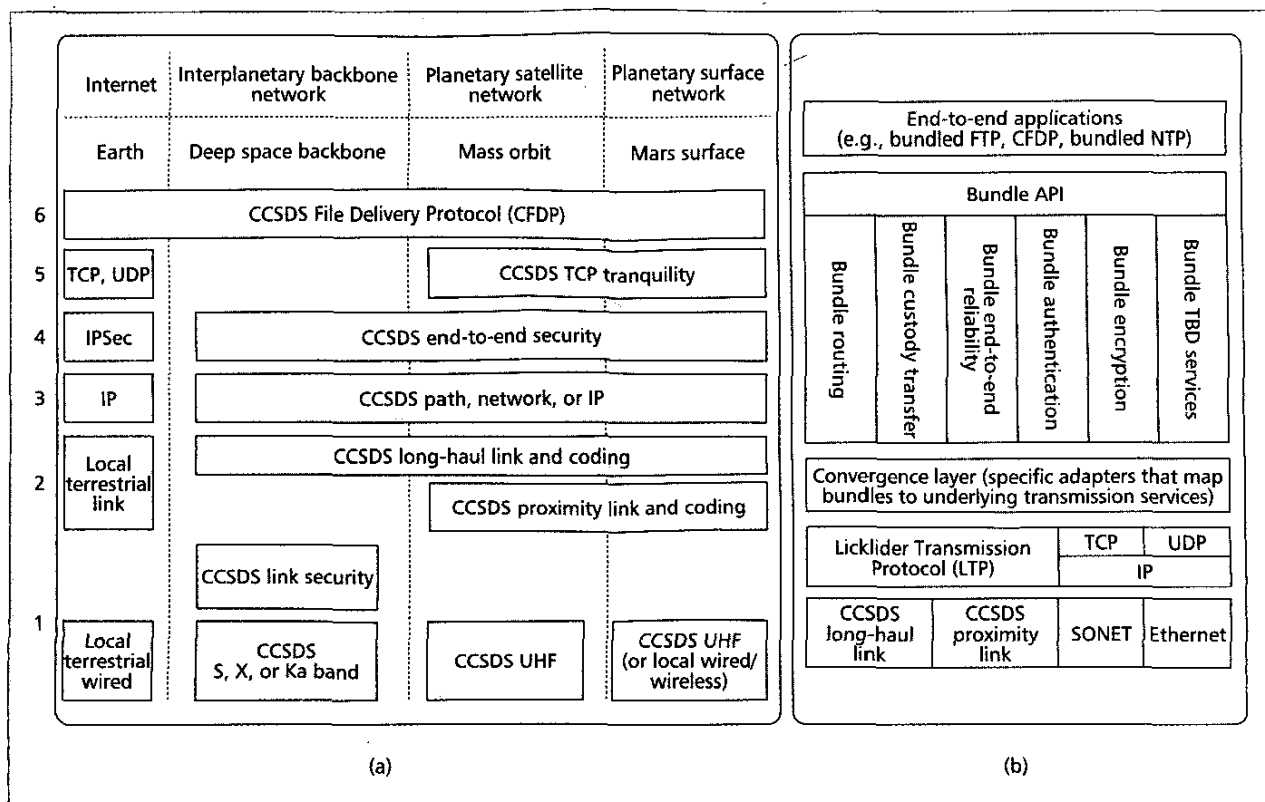 Internet
Interplanetary backbone
network
Planetary satellite
network
Planetary surface
network
Earth
Deep space backbone
Mass orbit
Mars surface
6
CCSDS File Delivery Protocol (CFDP)
5
TCP, UDP
CCSDS TCP tranquility
4
IPSec
CCSDS end-to-end security
3
IP
CCSDS path, network, or IP
2
Local
terrestrial
link
CCSDS long-haul link and coding
CCSDS proximity link and coding
CCSDS link security
1
Local
terrestrial
wired
CCSDS
S, X, or Ka band
CCSDS UHF
CCSDS UHF
(or local wired/
wireless)
(a)
End-to-end applications
(e.g., bundled FTP, CFDP, bundled NTP)
Bundle API
Bundle routing
Bundle custody transfer
Bundle end-to-end
reliability
Bundle authentication
Bundle encryption
Bundle TBD services
Convergence layer (specific adapters that map
bundles to underlying transmission services)
Licklider Transmission
Protocol (LTP)
TCP
UDP
IP
CCSDS
long-haul
link
CCSDS
proximity
link
SONET
Ethernet
(b)